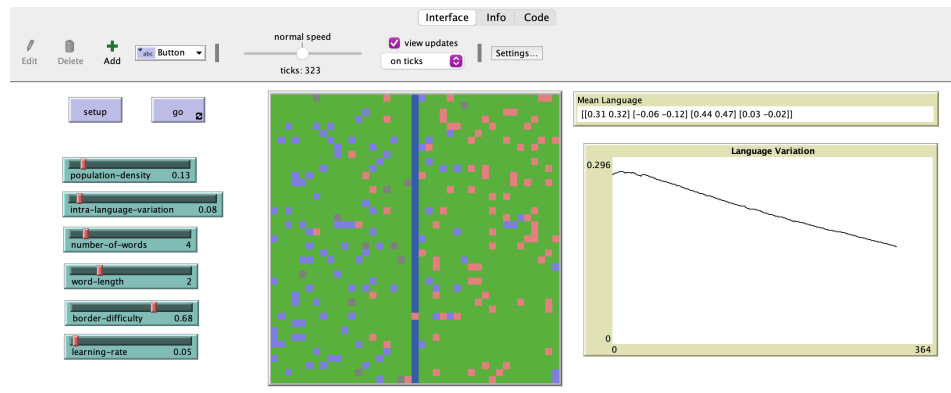 Interface Info Code
Edit Delete Add abc Button normal speed view updates Settings...
on ticks
ticks: 323
setup go
population-density 0.13
intra-language-variation 0.08
number-of-words 4
word-length 2
border-difficulty 0.68
learning-rate 0.05
Mean Language
[[0.31 0.32] [-0.06 -0.12] [0.44 0.47] [0.03 -0.02]]
Language Variation
0.296
0
0 364